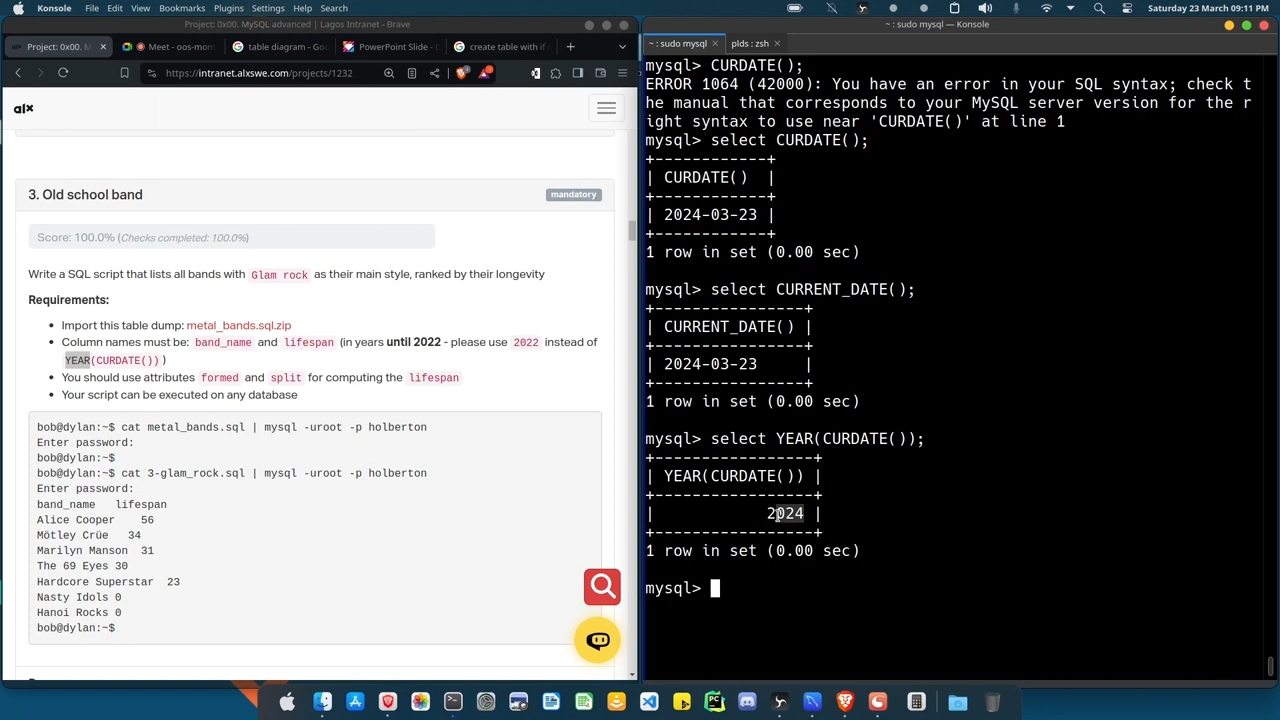 Konsole File Edit View Bookmarks Plugins Settings Help
Saturday 23 March 09:11 PM
Project: 0x00. MySQL advanced | Lagos Intranet - Brave
Project: 0x00. M
Meet - oos-mom
table diagram - Goo
PowerPoint Slide -
create table with if
https://intranet.alxswe.com/projects/1232
alx
3. Old school band
mandatory
Score: 100.0% (Checks completed: 100.0%)
Write a SQL script that lists all bands with Glam rock as their main style, ranked by their longevity
Requirements:
Import this table dump: metal_bands.sql.zip
Column names must be: band_name and lifespan (in years until 2022 - please use 2022 instead of
YEAR(CURDATE()) )
You should use attributes formed and split for computing the lifespan
Your script can be executed on any database
bob@dylan:~$ cat metal_bands.sql | mysql -uroot -p holberton
Enter password:
bob@dylan:~$
bob@dylan:~$ cat 3-glam_rock.sql | mysql -uroot -p holberton
Enter password:
band_name lifespan
Alice Cooper 56
Mötley Crüe 34
Marilyn Manson 31
The 69 Eyes 30
Hardcore Superstar 23
Nasty Idols 0
Hanoi Rocks 0
bob@dylan:~$
~ : sudo mysql — Konsole
~ : sudo mysql
plds : zsh
mysql> CURDATE();
ERROR 1064 (42000): You have an error in your SQL syntax; check t
he manual that corresponds to your MySQL server version for the r
ight syntax to use near 'CURDATE()' at line 1
mysql> select CURDATE();
+------------+
| CURDATE() |
+------------+
| 2024-03-23 |
+------------+
1 row in set (0.00 sec)
mysql> select CURRENT_DATE();
+----------------+
| CURRENT_DATE() |
+----------------+
| 2024-03-23 |
+----------------+
1 row in set (0.00 sec)
mysql> select YEAR(CURDATE());
+-----------------+
| YEAR(CURDATE()) |
+-----------------+
| 2024 |
+-----------------+
1 row in set (0.00 sec)
mysql>